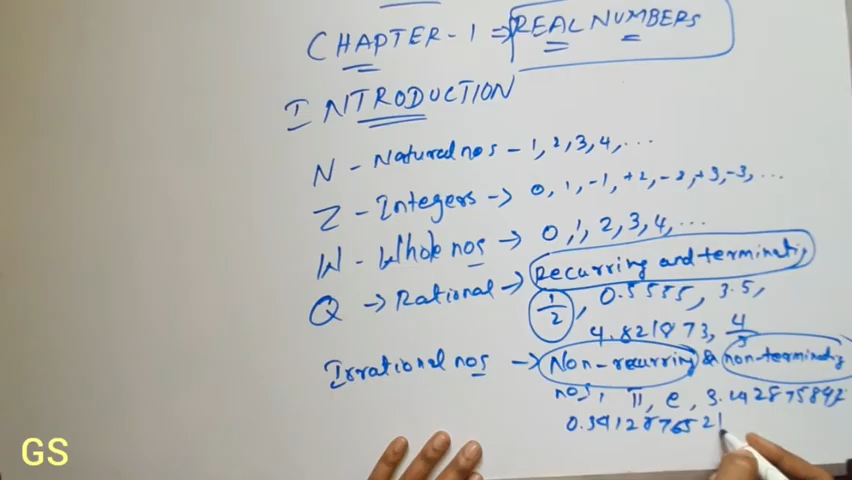 CHAPTER-1 ⇒ REAL NUMBERS
INTRODUCTION
N - Natural nos - 1, 2, 3, 4, ...
Z - Integers → 0, 1, -1, +2, -2, +3, -3, ...
W - Whole nos → 0, 1, 2, 3, 4, ...
Q → Rational → Recurring and terminating
1/2, 0.5555, 3.5,
4.821873, 4/3
Irrational nos → Non-recurring & non-terminating
nos, π, e, 3.142875842
0.3412876521
GS